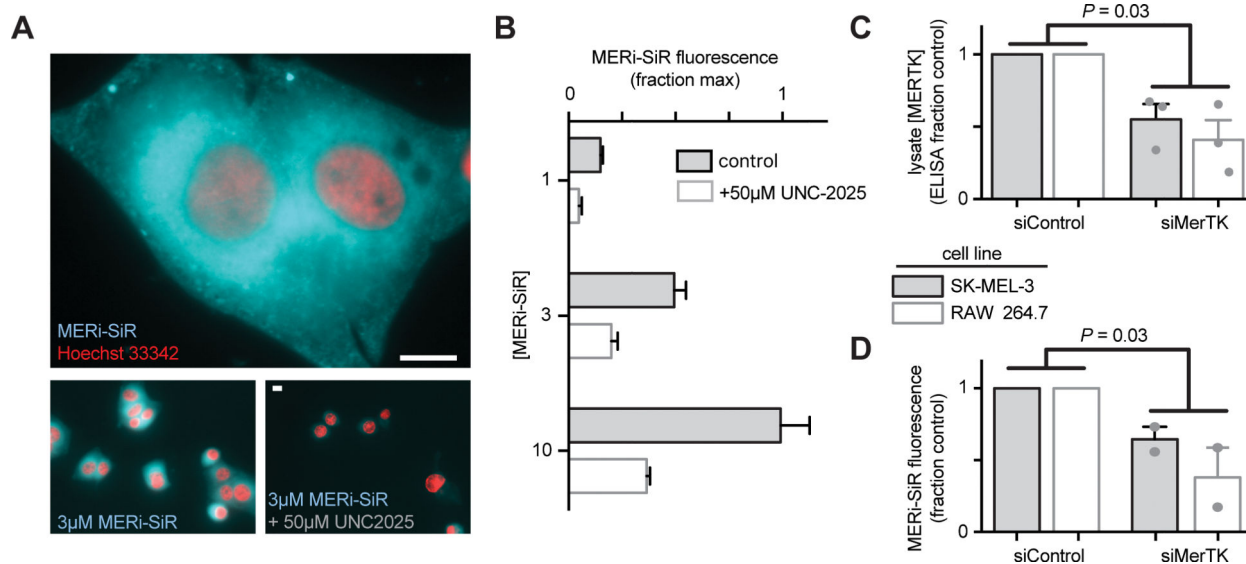 A
MERi-SiR
Hoechst 33342
3µM MERi-SiR
3µM MERi-SiR
+ 50µM UNC2025
B
MERi-SiR fluorescence
(fraction max)
0
1
control
+50µM UNC-2025
1
3
10
[MERi-SiR]
C
P = 0.03
1
0
lysate [MERTK]
(ELISA fraction control)
siControl
siMerTK
cell line
SK-MEL-3
RAW 264.7
D
P = 0.03
1
0
MERi-SiR fluorescence
(fraction control)
siControl
siMerTK